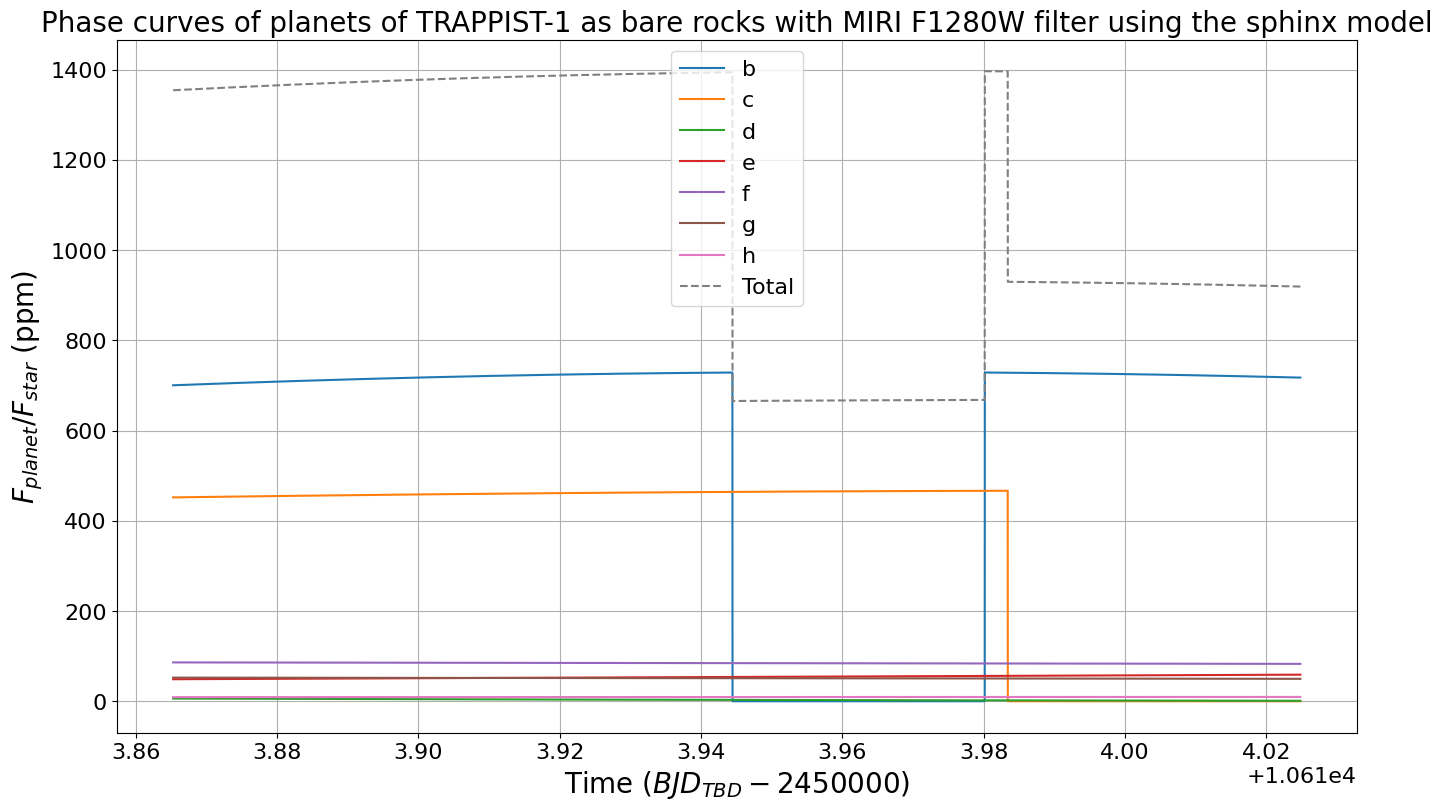 Phase curves of planets of TRAPPIST-1 as bare rocks with MIRI F1280W filter using the sphinx model
F_planet/F_star (ppm)
1400
1200
1000
800
600
400
200
0
b
c
d
e
f
g
h
Total
3.86 3.88 3.90 3.92 3.94 3.96 3.98 4.00 4.02
+1.061e4
Time (BJD_TBD − 2450000)